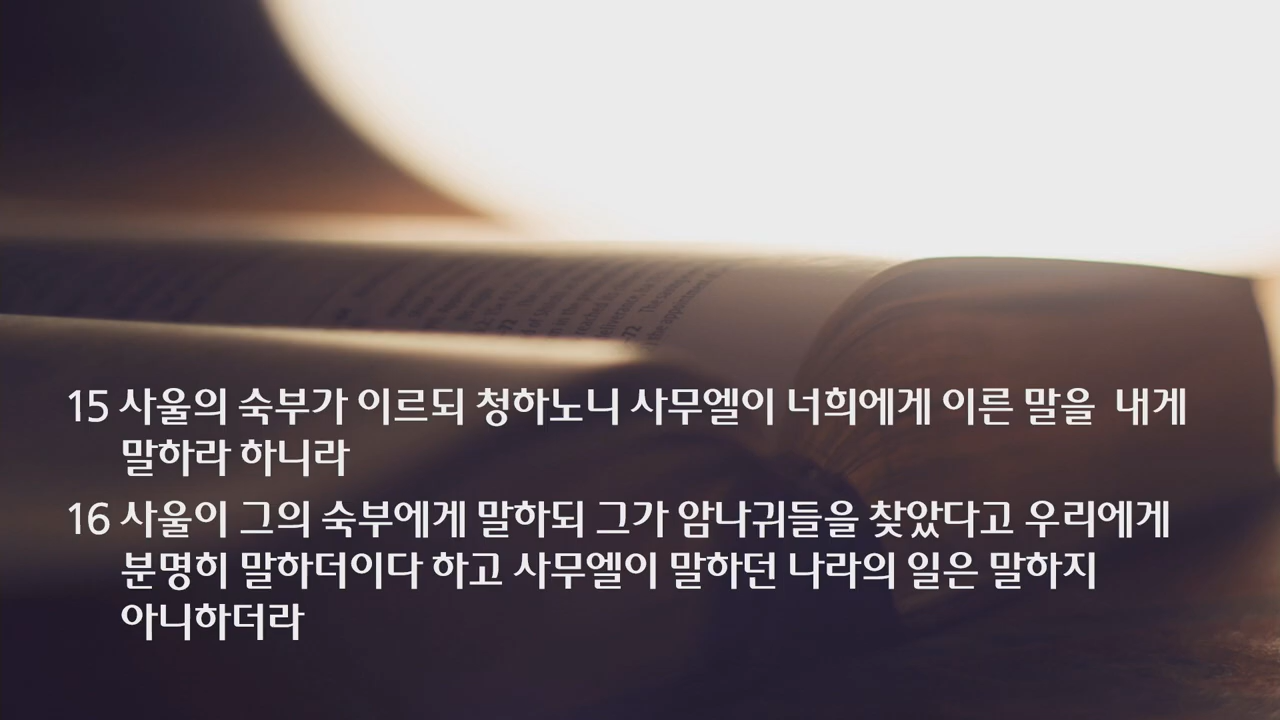 15 사울의 숙부가 이르되 청하노니 사무엘이 너희에게 이른 말을  내게
말하라 하니라
16 사울이 그의 숙부에게 말하되 그가 암나귀들을 찾았다고 우리에게
분명히 말하더이다 하고 사무엘이 말하던 나라의 일은 말하지
아니하더라